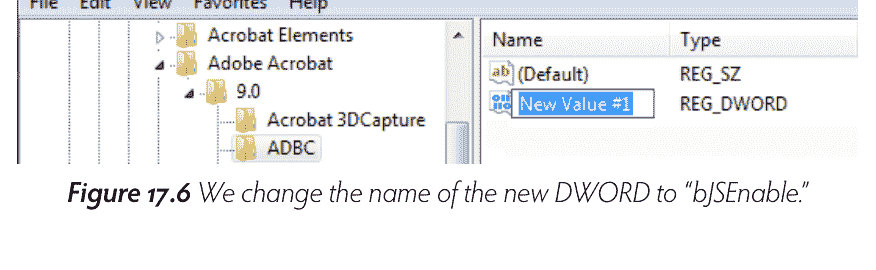 File Edit View Favorites Help
Acrobat Elements
Adobe Acrobat
9.0
Acrobat 3DCapture
ADBC
Name Type
ab (Default) REG_SZ
New Value #1 REG_DWORD
Figure 17.6 We change the name of the new DWORD to “bJSEnable.”